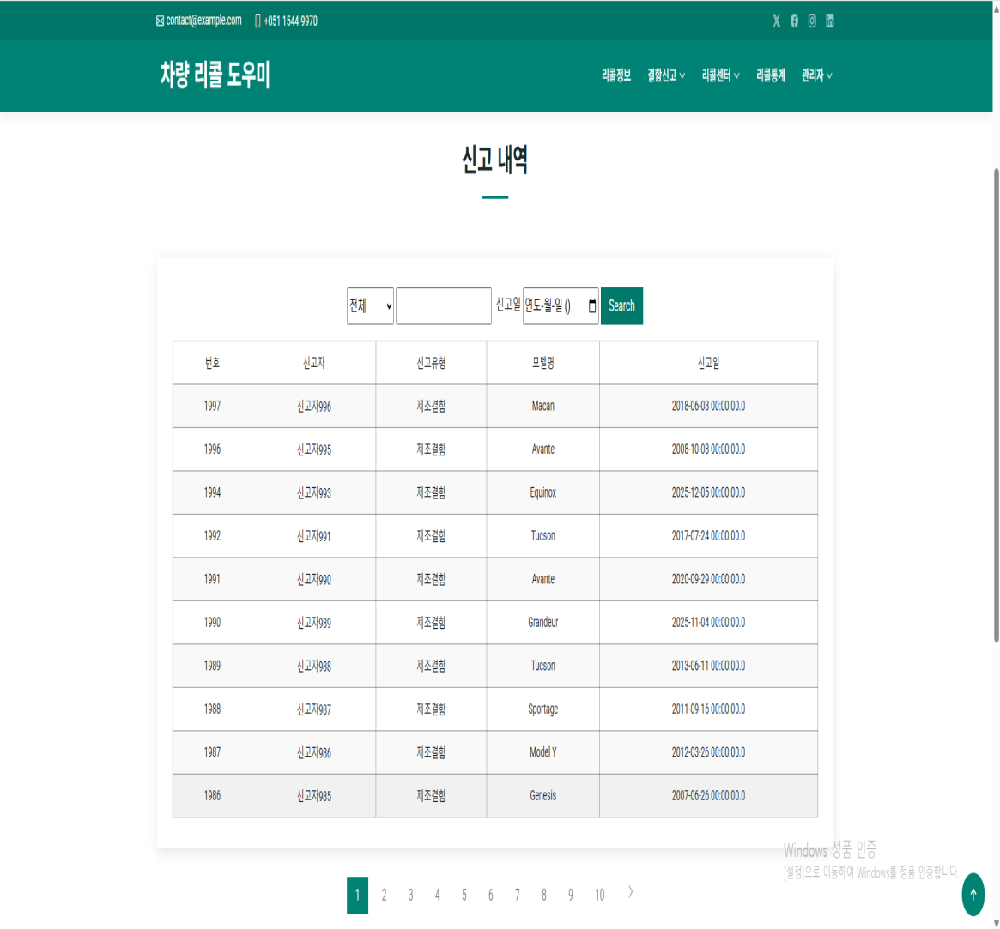 contact@example.com +051 1544-9970
차량 리콜 도우미 리콜정보 결함신고 리콜센터 리콜통계 관리자
신고 내역
전체 신고일 연도-월-일 () Search
번호 신고자 신고유형 모델명 신고일
1997 신고자996 제조결함 Macan 2018-06-03 00:00:00.0
1996 신고자995 제조결함 Avante 2008-10-08 00:00:00.0
1994 신고자993 제조결함 Equinox 2025-12-05 00:00:00.0
1992 신고자991 제조결함 Tucson 2017-07-24 00:00:00.0
1991 신고자990 제조결함 Avante 2020-09-29 00:00:00.0
1990 신고자989 제조결함 Grandeur 2025-11-04 00:00:00.0
1989 신고자988 제조결함 Tucson 2013-06-11 00:00:00.0
1988 신고자987 제조결함 Sportage 2011-09-16 00:00:00.0
1987 신고자986 제조결함 Model Y 2012-03-26 00:00:00.0
1986 신고자985 제조결함 Genesis 2007-06-26 00:00:00.0
Windows 정품 인증
[설정]으로 이동하여 Windows를 정품 인증합니다.
1 2 3 4 5 6 7 8 9 10